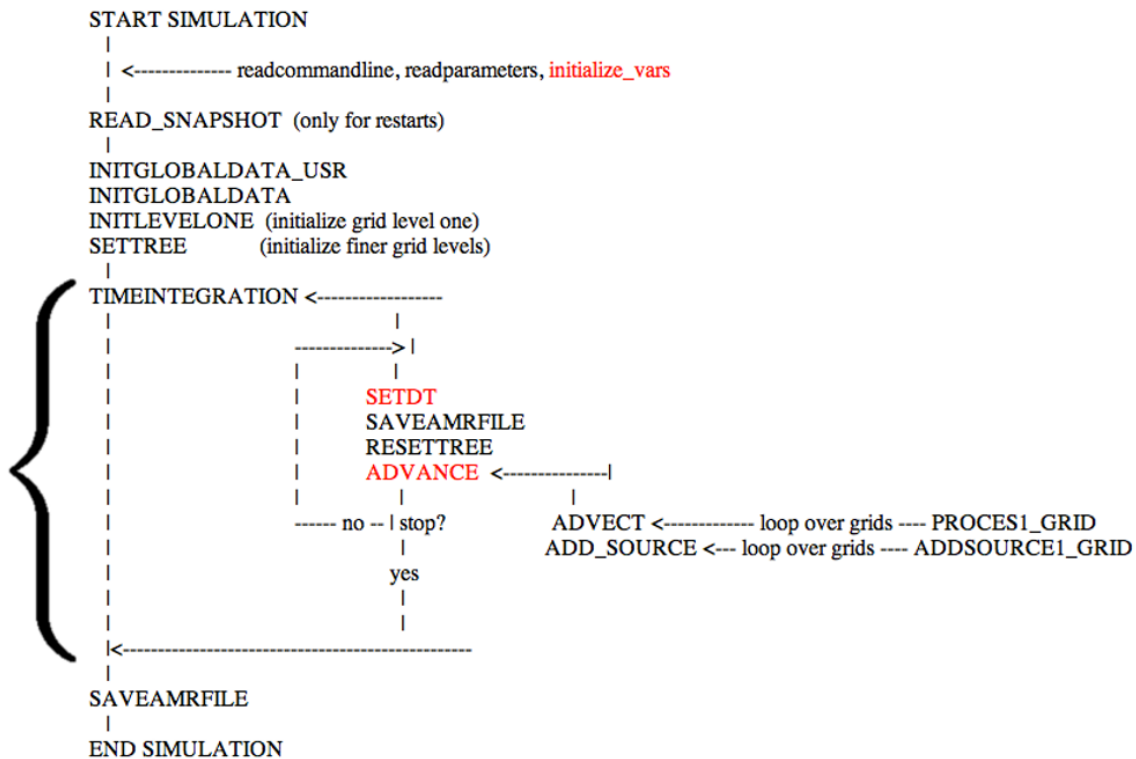 START SIMULATION
|
| <-------------- readcommandline, readparameters, initialize_vars
|
READ_SNAPSHOT (only for restarts)
|
INITGLOBALDATA_USR
INITGLOBALDATA
INITLEVELONE (initialize grid level one)
SETTREE (initialize finer grid levels)
|
TIMEINTEGRATION <------------------
| |
| --------------> |
| | |
| | SETDT
| | SAVEAMRFILE
| | RESETTREE
| | ADVANCE <---------------|
| | | |
| ------ no -- | stop? ADVECT <------------- loop over grids ---- PROCES1_GRID
| | ADD_SOURCE <--- loop over grids ---- ADDSOURCE1_GRID
| yes
| |
| |
|<--------------------------------------------------
|
SAVEAMRFILE
|
END SIMULATION